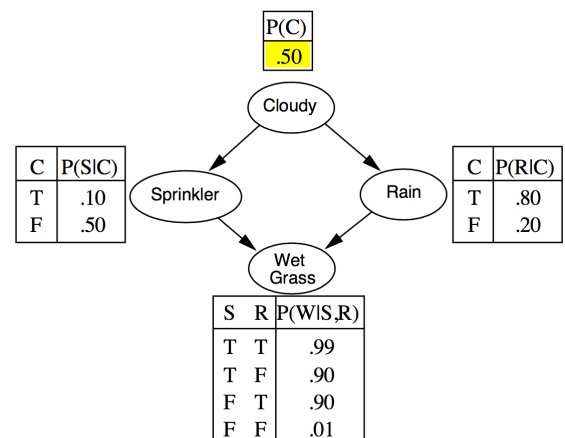 P(C)
.50
Cloudy
C P(S|C)
T .10
F .50
Sprinkler
Rain
C P(R|C)
T .80
F .20
Wet
Grass
S R P(W|S,R)
T T .99
T F .90
F T .90
F F .01